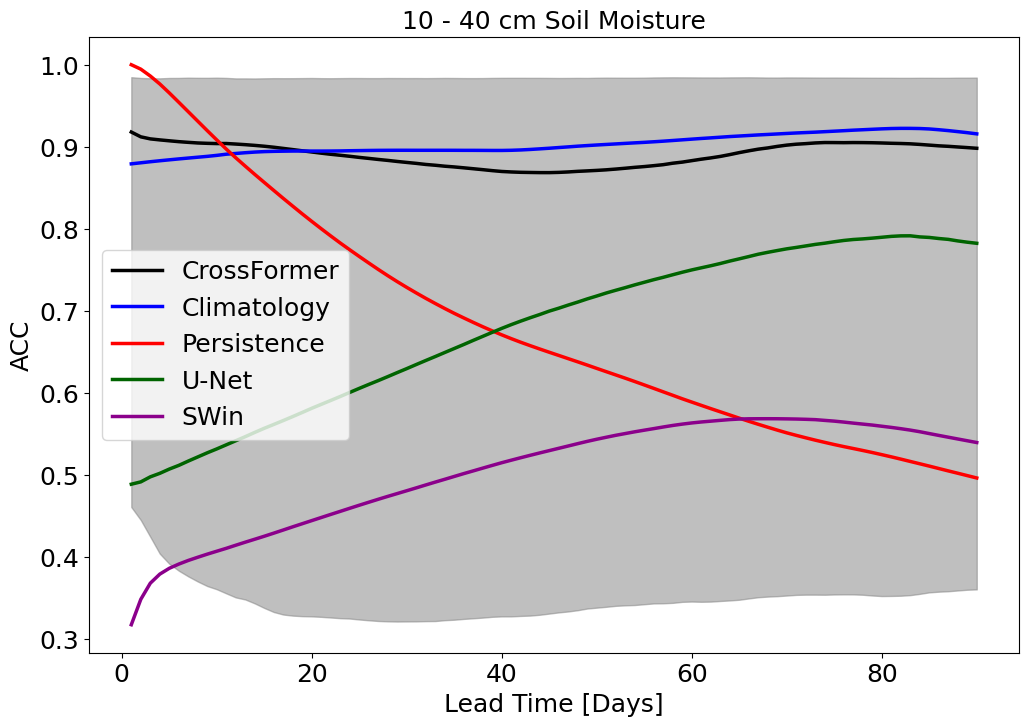 10 - 40 cm Soil Moisture
ACC
1.0
0.9
0.8
0.7
0.6
0.5
0.4
0.3
CrossFormer
Climatology
Persistence
U-Net
SWin
0 20 40 60 80
Lead Time [Days]